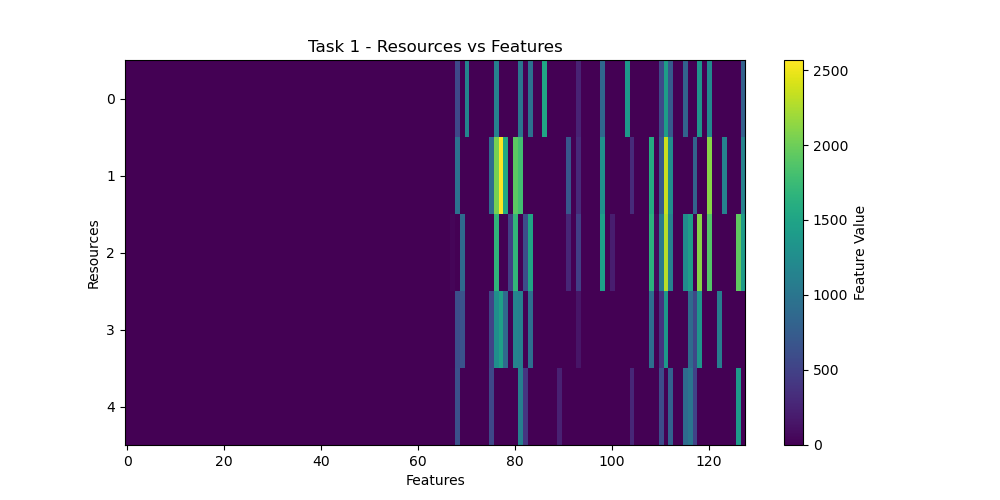 Task 1 - Resources vs Features
Resources
0
1
2
3
4
0 20 40 60 80 100 120
Features
2500
2000
1500
1000
500
0
Feature Value